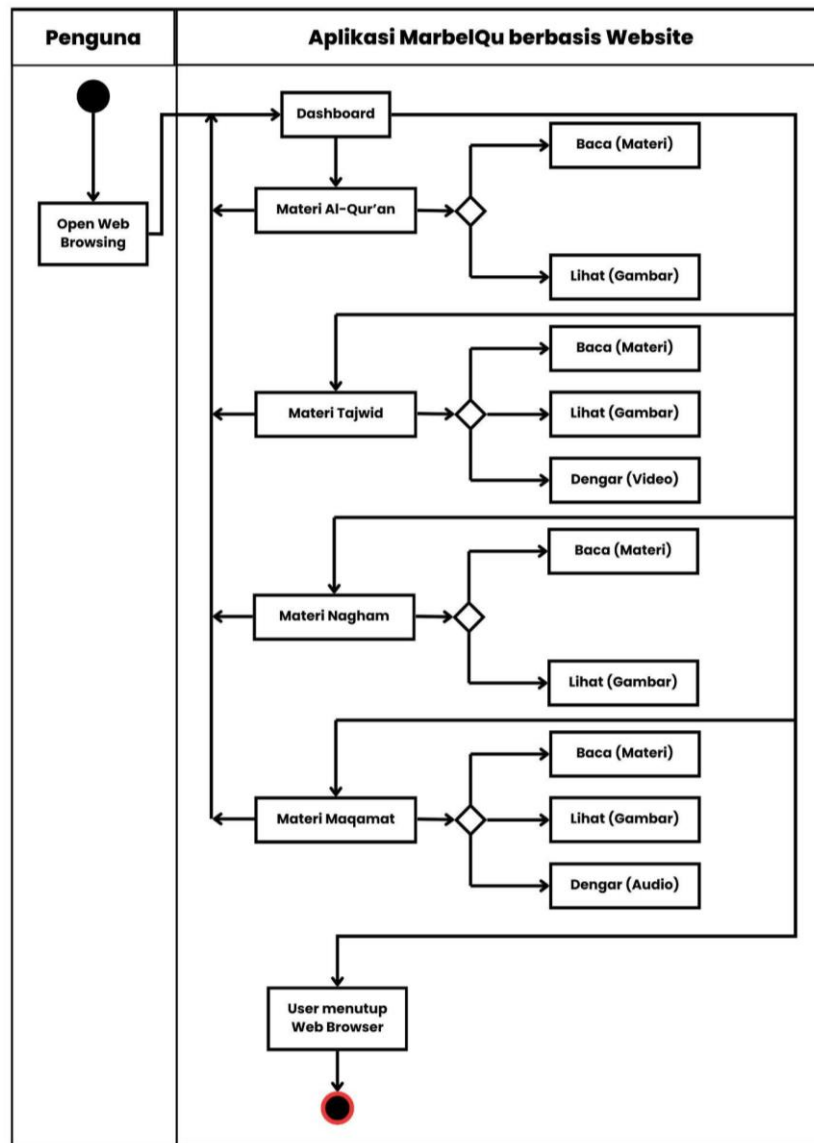 Penguna
Aplikasi MarbelQu berbasis Website
Dashboard
Baca (Materi)
Open Web
Browsing
Materi Al-Qur’an
Lihat (Gambar)
Baca (Materi)
Materi Tajwid
Lihat (Gambar)
Dengar (Video)
Baca (Materi)
Materi Nagham
Lihat (Gambar)
Baca (Materi)
Materi Maqamat
Lihat (Gambar)
Dengar (Audio)
User menutup
Web Browser